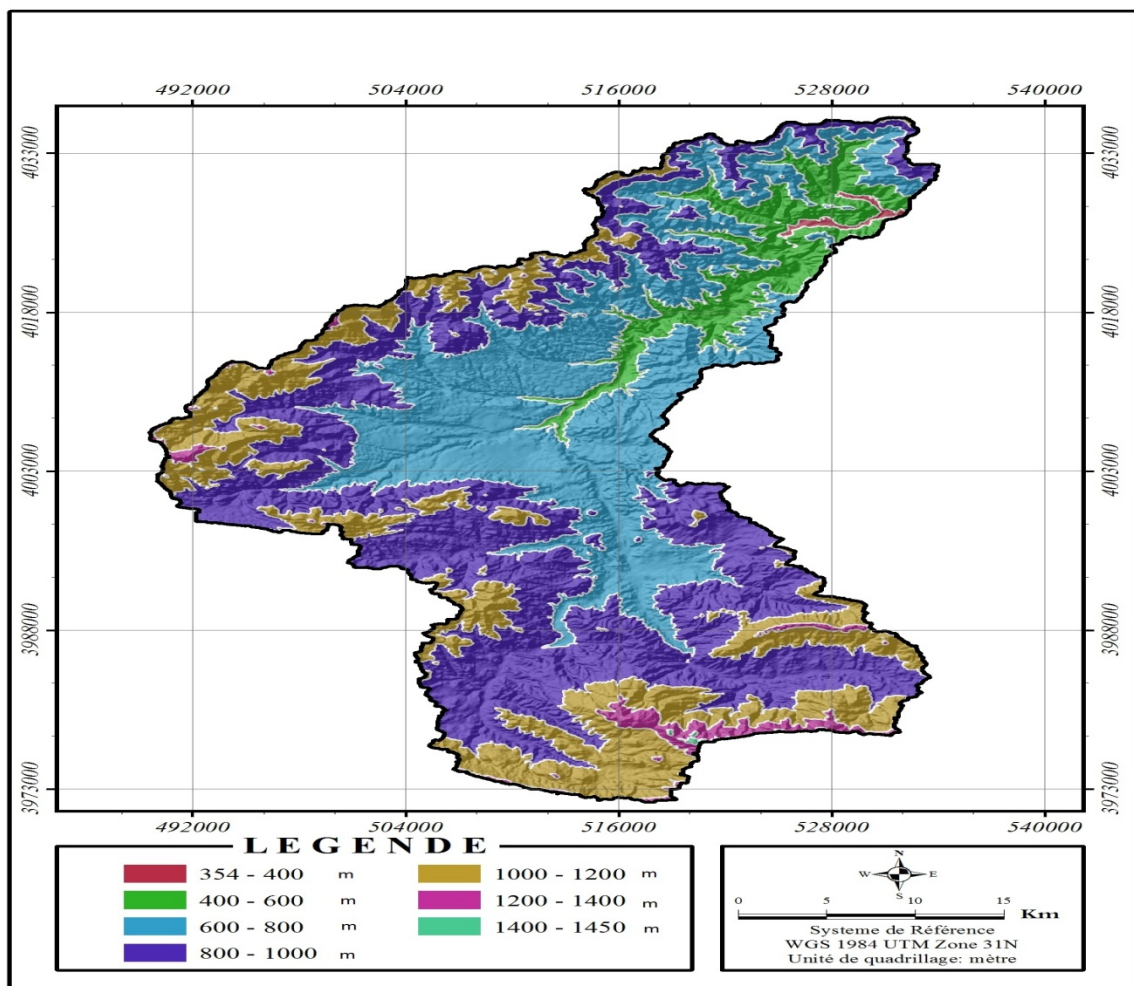 492000 504000 516000 528000 540000
4033000 4033000
4018000 4018000
4003000 4003000
3988000 3988000
3973000 3973000
492000 504000 516000 528000 540000
LEGENDE
354 - 400 m
400 - 600 m
600 - 800 m
800 - 1000 m
1000 - 1200 m
1200 - 1400 m
1400 - 1450 m
N
W E
S
0 5 10 15 Km
Systeme de Référence
WGS 1984 UTM Zone 31N
Unité de quadrillage: mètre